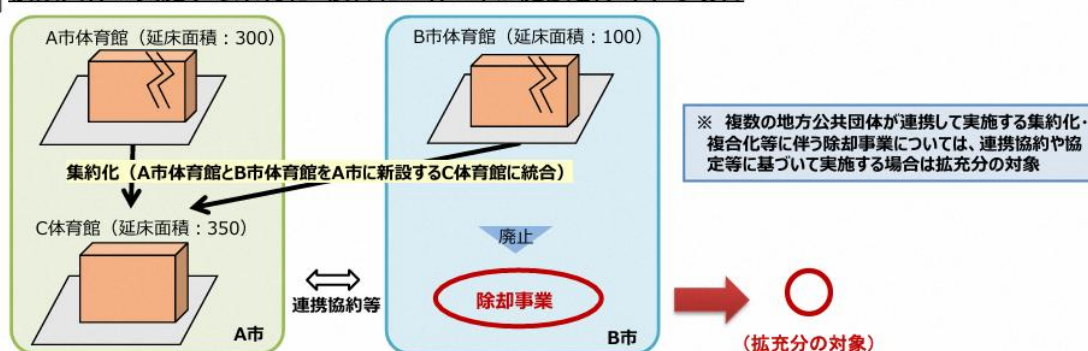 A市体育館（延床面積：300）
B市体育館（延床面積：100）
※ 複数の地方公共団体が連携して実施する集約化・
複合化等に伴う除却事業については、連携協約や協
定等に基づいて実施する場合は拡充分の対象
集約化（A市体育館とB市体育館をA市に新設するC体育館に統合）
C体育館（延床面積：350）
廃止
連携協約等
除却事業
A市
B市
（拡充分の対象）